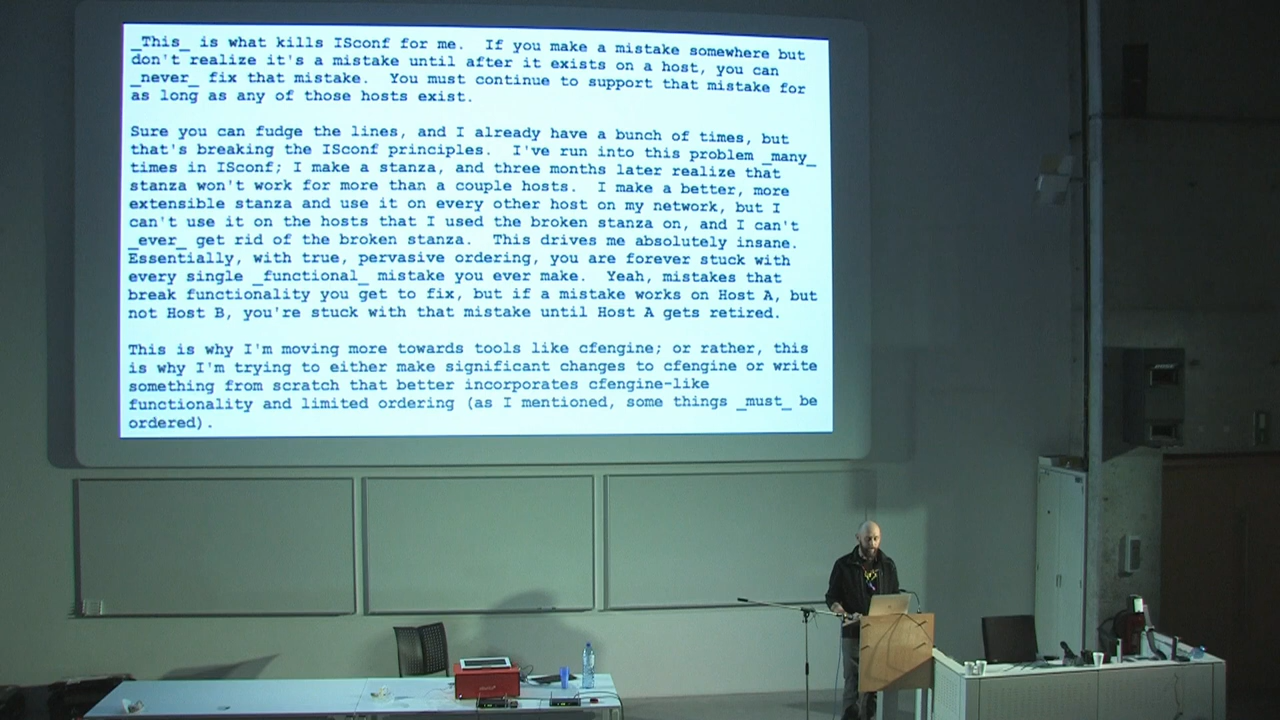 _This_ is what kills ISconf for me.  If you make a mistake somewhere but
don't realize it's a mistake until after it exists on a host, you can
_never_ fix that mistake.  You must continue to support that mistake for
as long as any of those hosts exist.
Sure you can fudge the lines, and I already have a bunch of times, but
that's breaking the ISconf principles.  I've run into this problem _many_
times in ISconf; I make a stanza, and three months later realize that
stanza won't work for more than a couple hosts.  I make a better, more
extensible stanza and use it on every other host on my network, but I
can't use it on the hosts that I used the broken stanza on, and I can't
_ever_ get rid of the broken stanza.  This drives me absolutely insane.
Essentially, with true, pervasive ordering, you are forever stuck with
every single _functional_ mistake you ever make.  Yeah, mistakes that
break functionality you get to fix, but if a mistake works on Host A, but
not Host B, you're stuck with that mistake until Host A gets retired.
This is why I'm moving more towards tools like cfengine; or rather, this
is why I'm trying to either make significant changes to cfengine or write
something from scratch that better incorporates cfengine-like
functionality and limited ordering (as I mentioned, some things _must_ be
ordered).